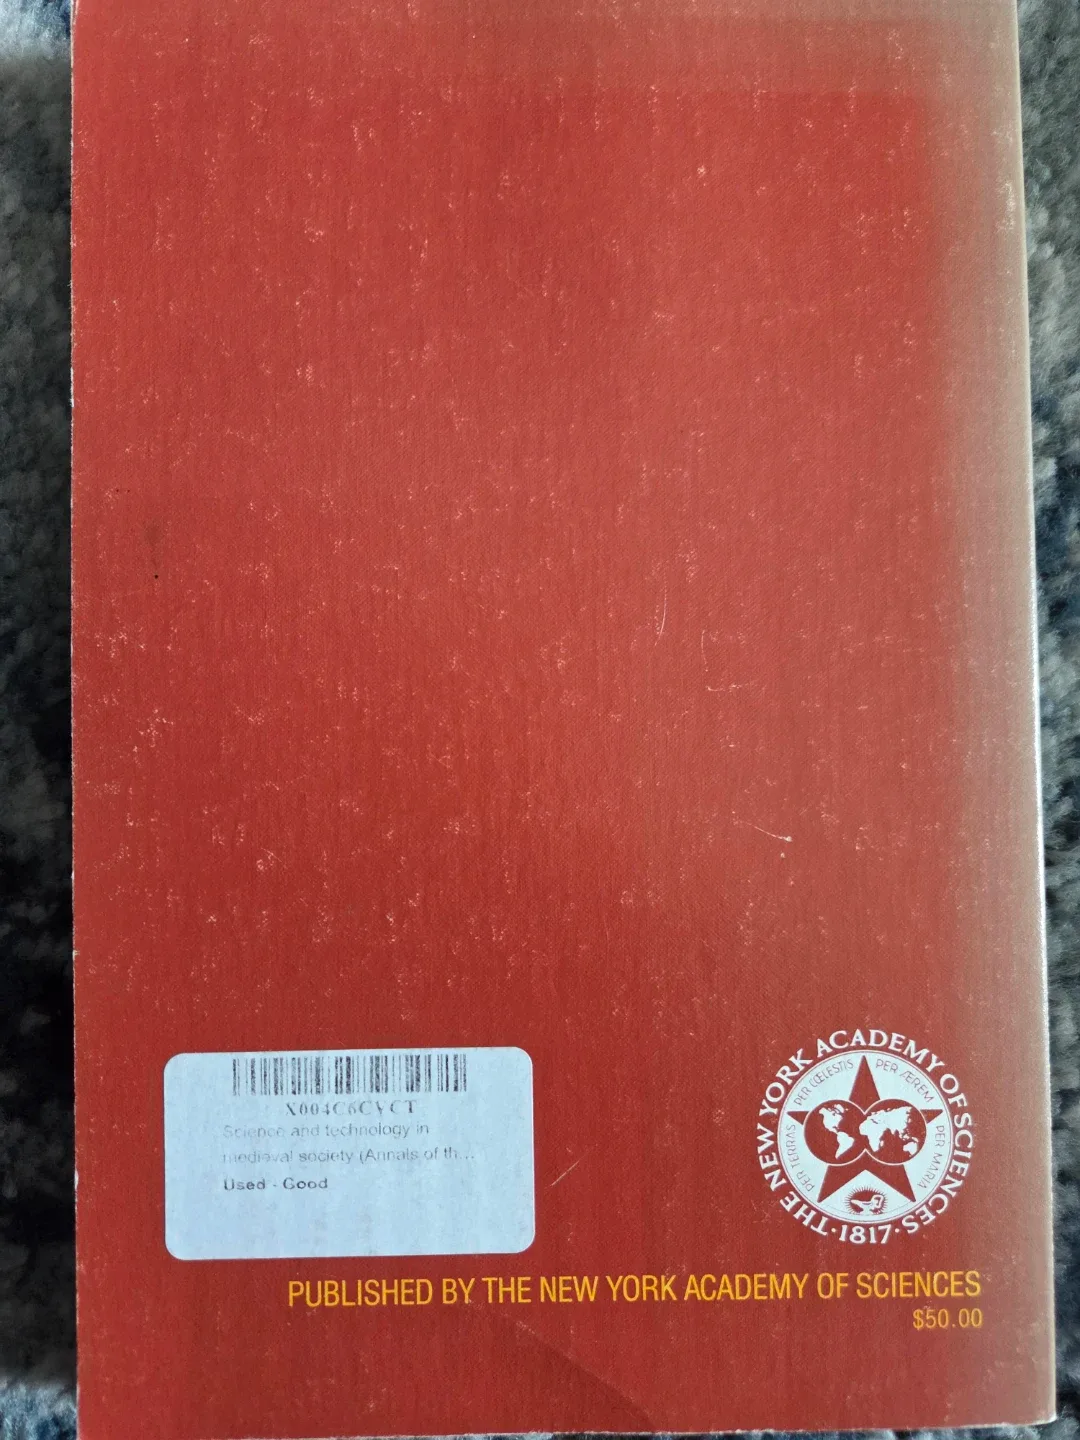 X004C6CVCT
Science and technology in
medieval society (Annals of th...
Used - Good
THE NEW YORK ACADEMY OF SCIENCES
·1817·
PER TERRAS PER CŒLESTIS PER ÆREM PER MARIA
PUBLISHED BY THE NEW YORK ACADEMY OF SCIENCES
$50.00